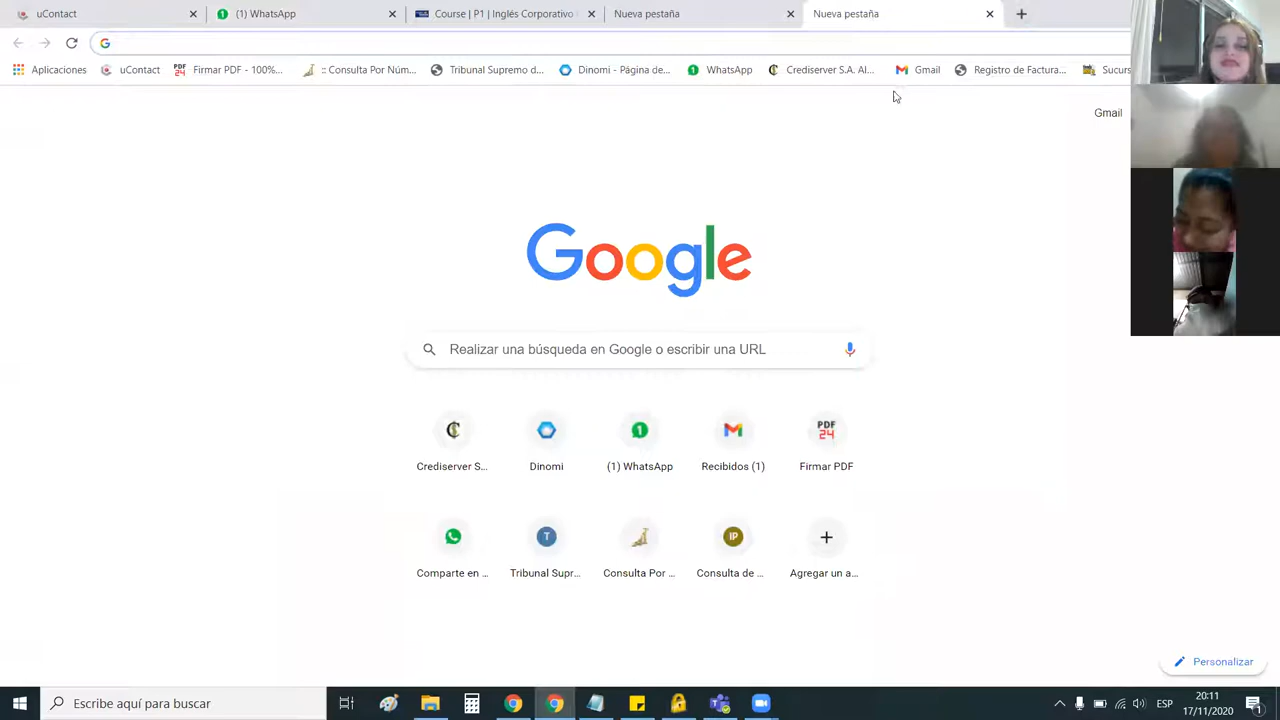 uContact
(1) WhatsApp
Course | P1 | Inglés Corporativo
Nueva pestaña
Nueva pestaña
Aplicaciones
uContact
Firmar PDF - 100%...
:: Consulta Por Núm...
Tribunal Supremo d...
Dinomi - Página de...
WhatsApp
Crediserver S.A. Al...
Gmail
Registro de Factura...
Sucurs
Gmail
Google
Realizar una búsqueda en Google o escribir una URL
Crediserver S...
Dinomi
(1) WhatsApp
Recibidos (1)
Firmar PDF
Comparte en ...
Tribunal Supr...
Consulta Por ...
Consulta de ...
Agregar un a...
Personalizar
Escribe aquí para buscar
ESP
20:11
17/11/2020